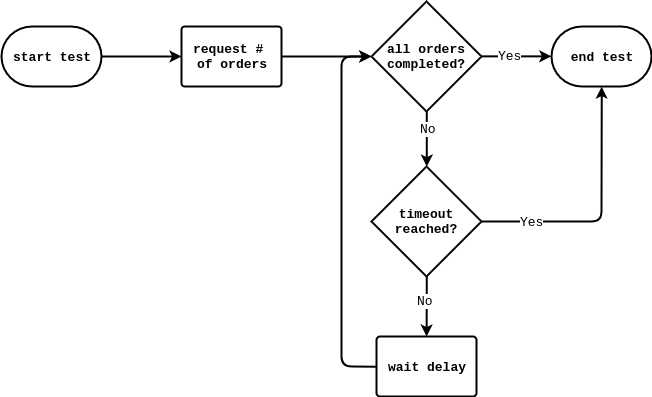 start test
request #
of orders
all orders
completed?
Yes
end test
No
timeout
reached?
Yes
No
wait delay